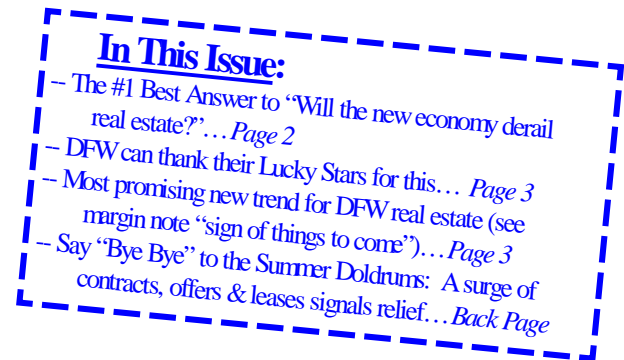 In This Issue:
-- The #1 Best Answer to “Will the new economy derail
real estate?”…Page 2
-- DFW can thank their Lucky Stars for this… Page 3
-- Most promising new trend for DFW real estate (see
margin note “sign of things to come”)…Page 3
-- Say “Bye Bye” to the Summer Doldrums:  A surge of
contracts, offers & leases signals relief…Back Page